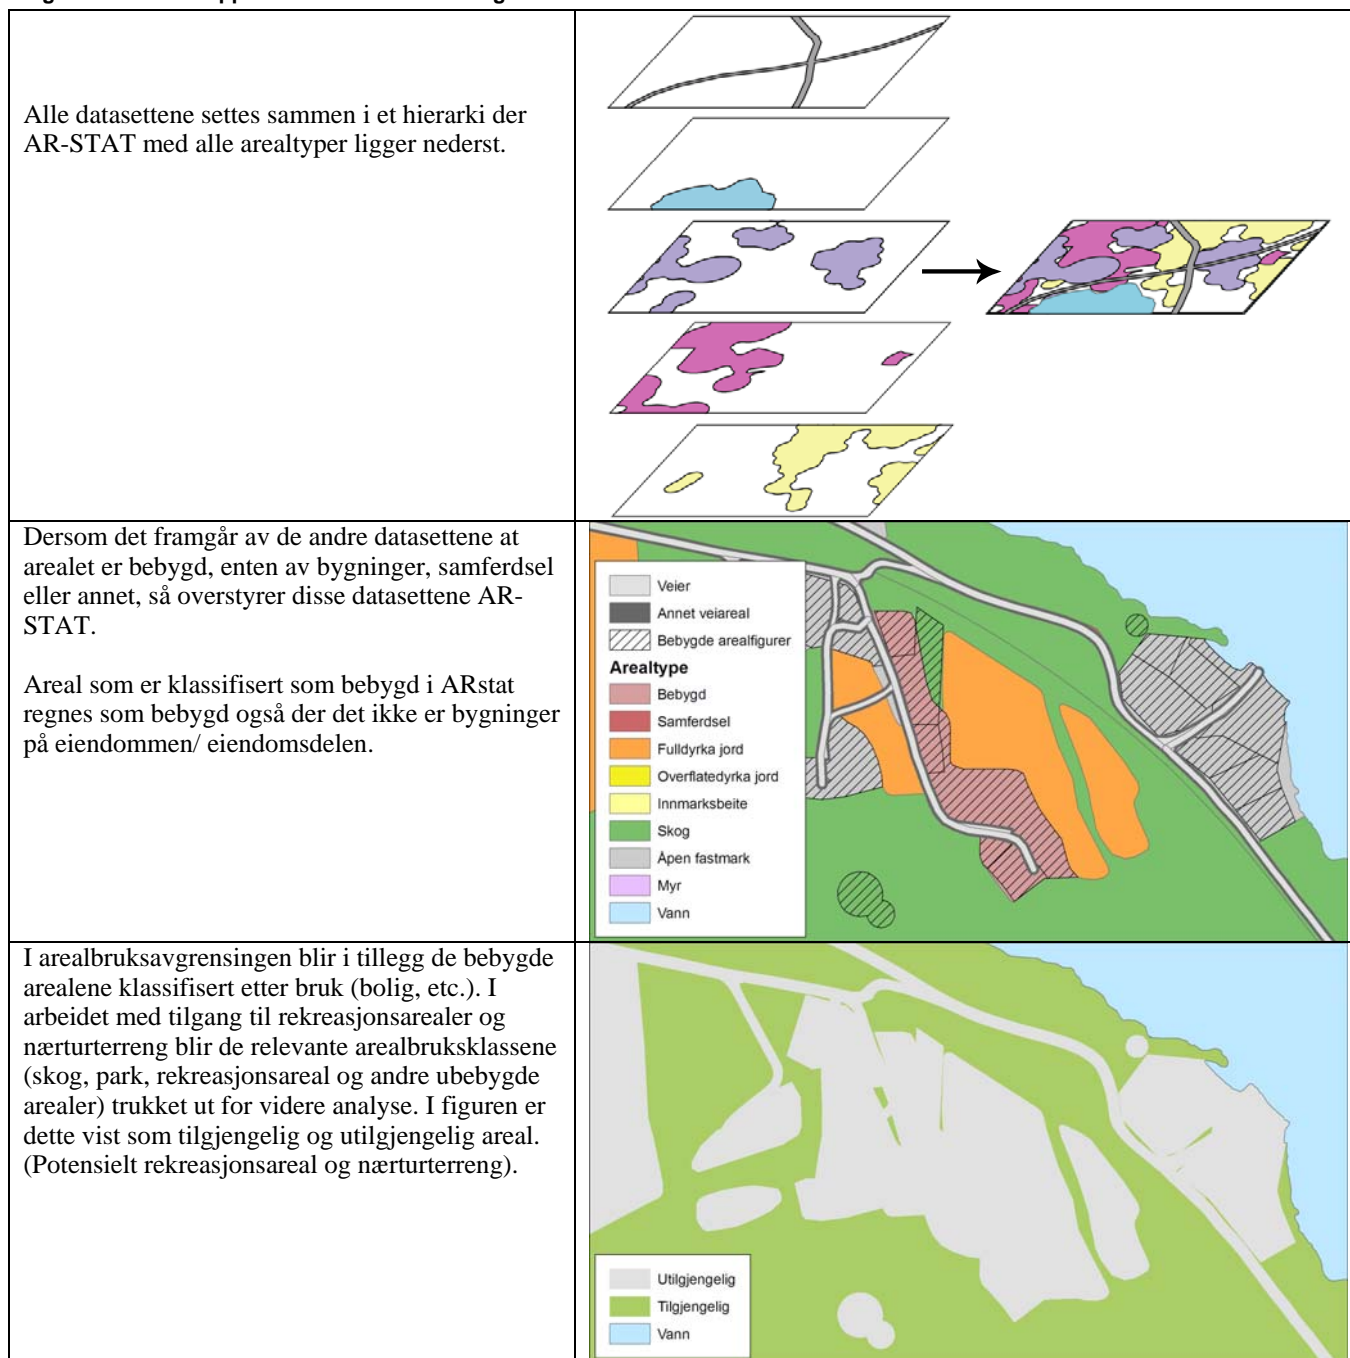 Alle datasettene settes sammen i et hierarki der
AR-STAT med alle arealtyper ligger nederst.
Dersom det framgår av de andre datasettene at
arealet er bebygd, enten av bygninger, samferdsel
eller annet, så overstyrer disse datasettene AR-
STAT.
Areal som er klassifisert som bebygd i ARstat
regnes som bebygd også der det ikke er bygninger
på eiendommen/ eiendomsdelen.
Veier
Annet veiareal
Bebygde arealfigurer
Arealtype
Bebygd
Samferdsel
Fulldyrka jord
Overflatedyrka jord
Innmarksbeite
Skog
Åpen fastmark
Myr
Vann
I arealbruksavgrensingen blir i tillegg de bebygde
arealene klassifisert etter bruk (bolig, etc.). I
arbeidet med tilgang til rekreasjonsarealer og
nærturterreng blir de relevante arealbruksklassene
(skog, park, rekreasjonsareal og andre ubebygde
arealer) trukket ut for videre analyse. I figuren er
dette vist som tilgjengelig og utilgjengelig areal.
(Potensielt rekreasjonsareal og nærturterreng).
Utilgjengelig
Tilgjengelig
Vann